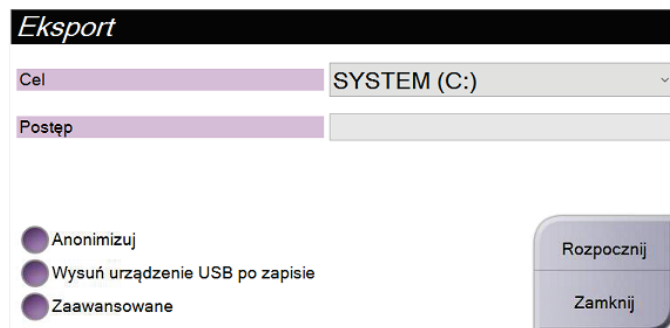 Eksport
Cel
SYSTEM (C:)
Postęp
Anonimizuj
Wysuń urządzenie USB po zapisie
Zaawansowane
Rozpocznij
Zamknij